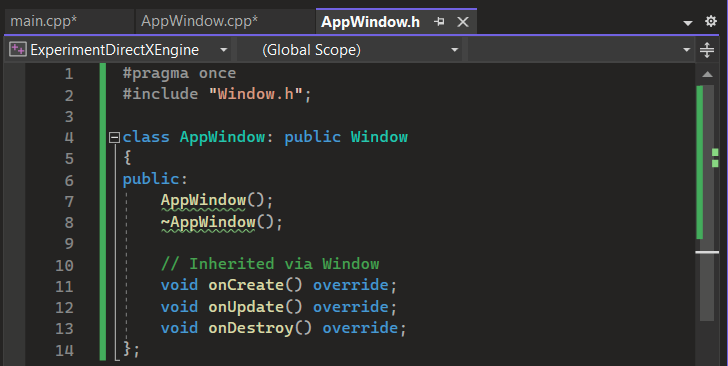 main.cpp* AppWindow.cpp* AppWindow.h
ExperimentDirectXEngine (Global Scope)
1 #pragma once
2 #include "Window.h";
3
4 class AppWindow: public Window
5 {
6 public:
7 AppWindow();
8 ~AppWindow();
9
10 // Inherited via Window
11 void onCreate() override;
12 void onUpdate() override;
13 void onDestroy() override;
14 };